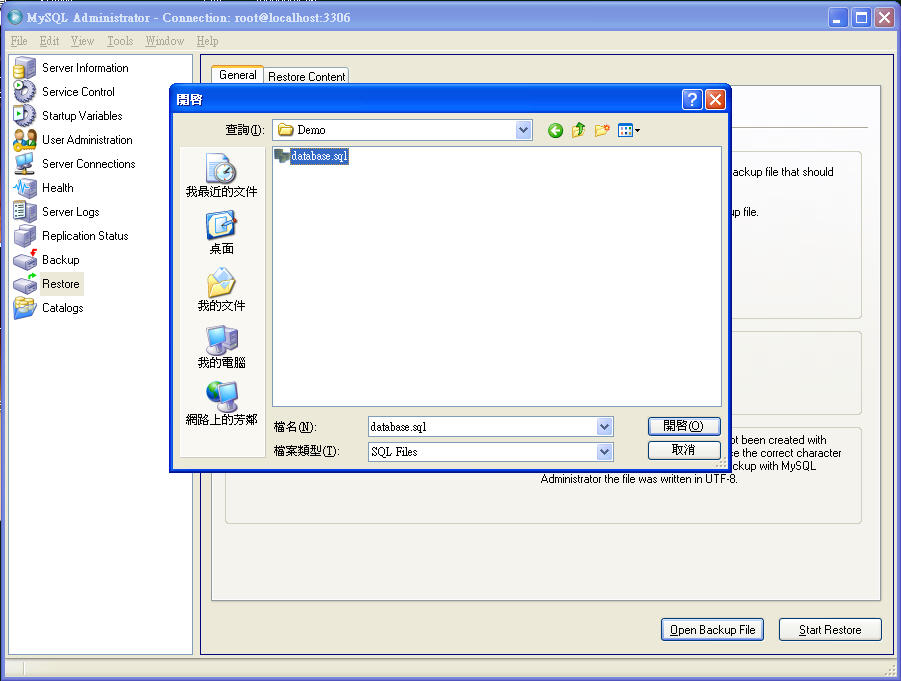 MySQL Administrator - Connection: root@localhost:3306
File Edit View Tools Window Help
Server Information
Service Control
Startup Variables
User Administration
Server Connections
Health
Server Logs
Replication Status
Backup
Restore
Catalogs
General Restore Content
開啓
查詢(I): Demo
database.sql
我最近的文件
桌面
我的文件
我的電腦
網路上的芳鄰
檔名(N): database.sql 開啓(O)
檔案類型(T): SQL Files 取消
ackup file that should
up file.
ot been created with
ce the correct character
ckup with MySQL
Administrator the file was written in UTF-8.
Open Backup File Start Restore